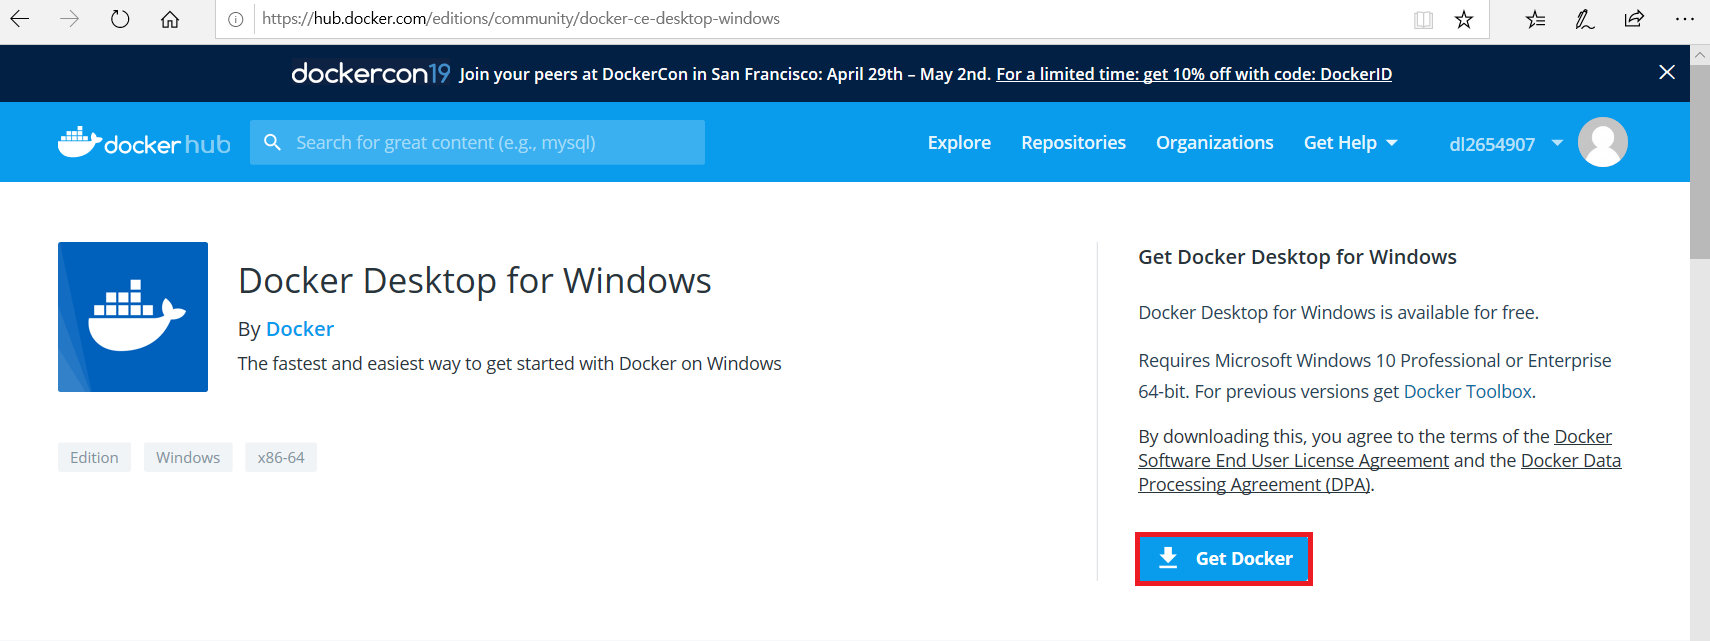 https://hub.docker.com/editions/community/docker-ce-desktop-windows
dockercon19 Join your peers at DockerCon in San Francisco: April 29th – May 2nd. For a limited time: get 10% off with code: DockerID
docker hub
Search for great content (e.g., mysql)
Explore
Repositories
Organizations
Get Help
dl2654907
Docker Desktop for Windows
By Docker
The fastest and easiest way to get started with Docker on Windows
Edition
Windows
x86-64
Get Docker Desktop for Windows
Docker Desktop for Windows is available for free.
Requires Microsoft Windows 10 Professional or Enterprise
64-bit. For previous versions get Docker Toolbox.
By downloading this, you agree to the terms of the Docker
Software End User License Agreement and the Docker Data
Processing Agreement (DPA).
Get Docker